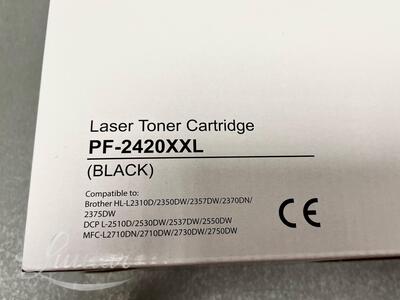 Laser Toner Cartridge
PF-2420XXL
(BLACK)
Compatible to:
Brother HL-L2310D/2350DW/2357DW/2370DN/
2375DW
DCP L-2510D/2530DW/2537DW/2550DW
MFC-L2710DN/2710DW/2730DW/2750DW
CE